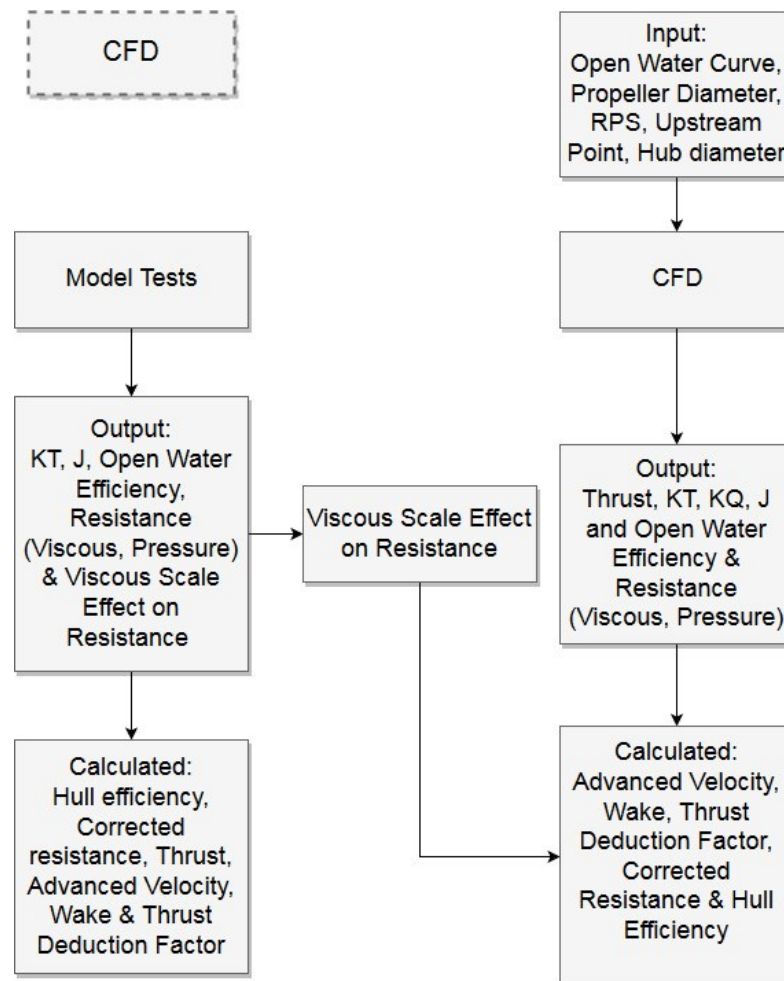 CFD
Input:
Open Water Curve,
Propeller Diameter,
RPS, Upstream
Point, Hub diameter
Model Tests
CFD
Output:
KT, J, Open Water
Efficiency,
Resistance
(Viscous, Pressure)
& Viscous Scale
Effect on
Resistance
Viscous Scale Effect
on Resistance
Output:
Thrust, KT, KQ, J
and Open Water
Efficiency &
Resistance
(Viscous, Pressure)
Calculated:
Hull efficiency,
Corrected
resistance, Thrust,
Advanced Velocity,
Wake & Thrust
Deduction Factor
Calculated:
Advanced Velocity,
Wake, Thrust
Deduction Factor,
Corrected
Resistance & Hull
Efficiency